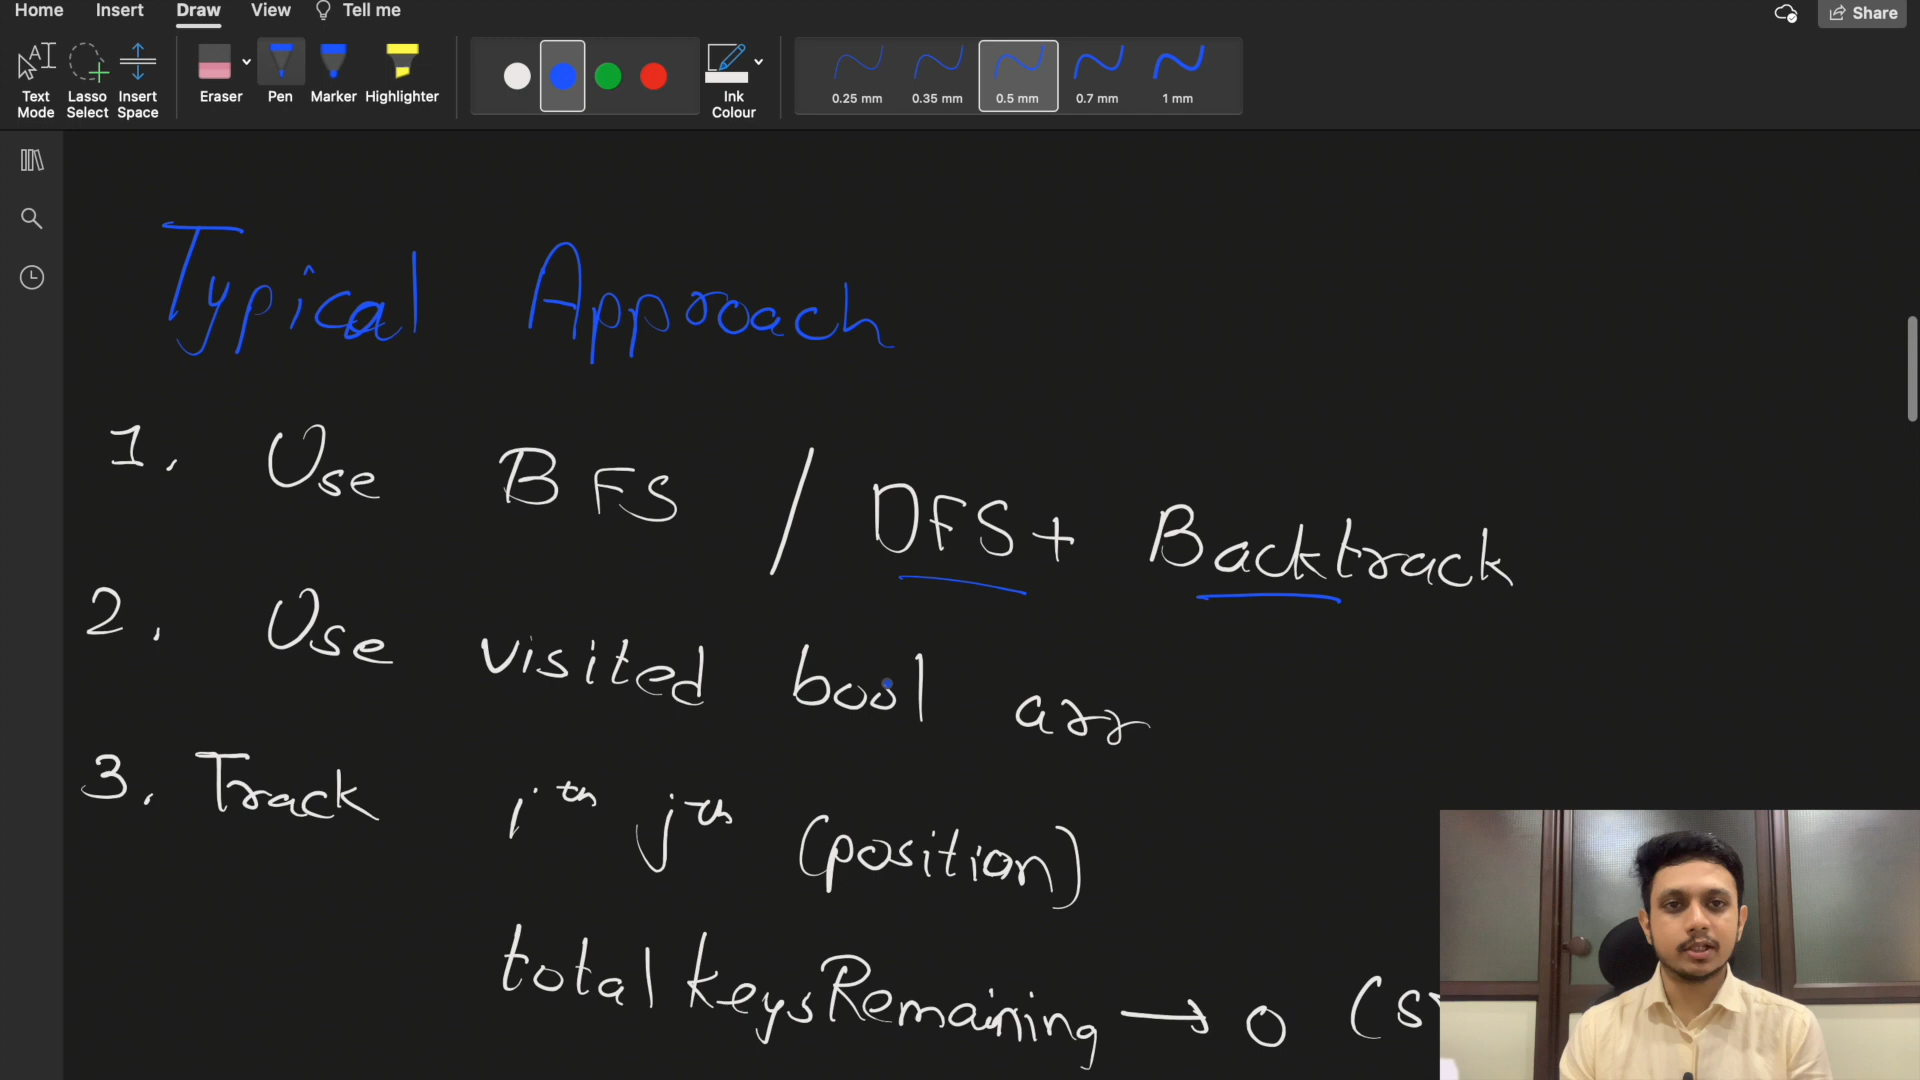 Home Insert Draw View Tell me Share
Text Mode Lasso Select Insert Space Eraser Pen Marker Highlighter Ink Colour 0.25 mm 0.35 mm 0.5 mm 0.7 mm 1 mm
Typical Approach
1. Use BFS / DFS + Backtrack
2. Use visited bool arr
3. Track ith jth (position)
total keysRemaining → 0 (s